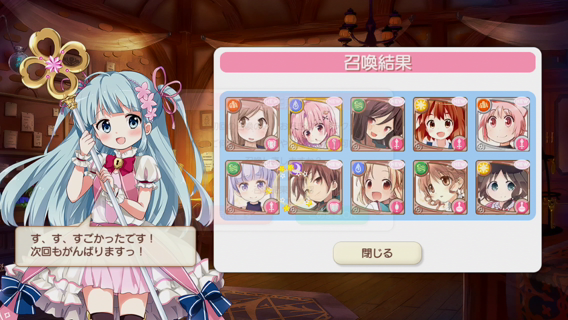 召喚結果
す、す、すごかったです！
次回もがんばりますっ！
閉じる